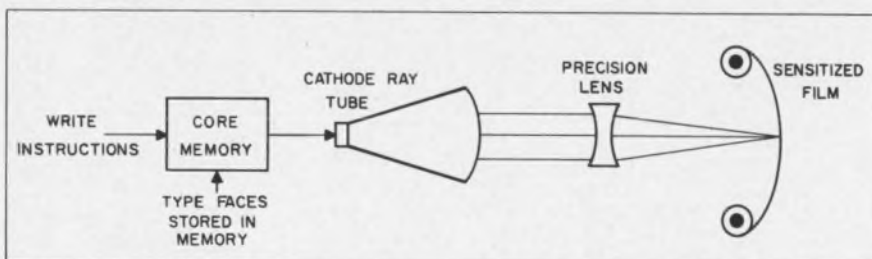 WRITE
INSTRUCTIONS
CORE
MEMORY
TYPE FACES
STORED IN
MEMORY
CATHODE RAY
TUBE
PRECISION
LENS
SENSITIZED
FILM